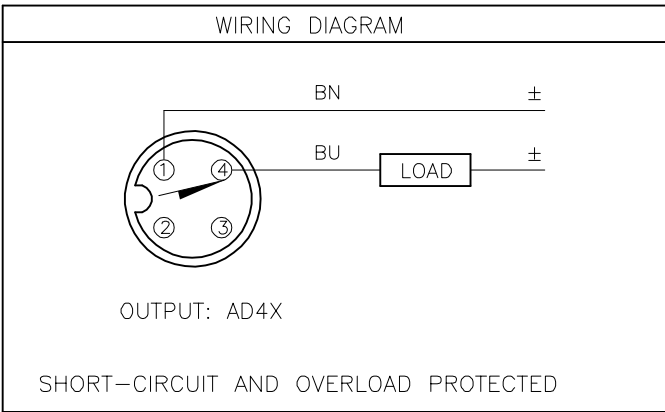 WIRING DIAGRAM
BN ±
BU LOAD ±
1 4
2 3
OUTPUT: AD4X
SHORT-CIRCUIT AND OVERLOAD PROTECTED